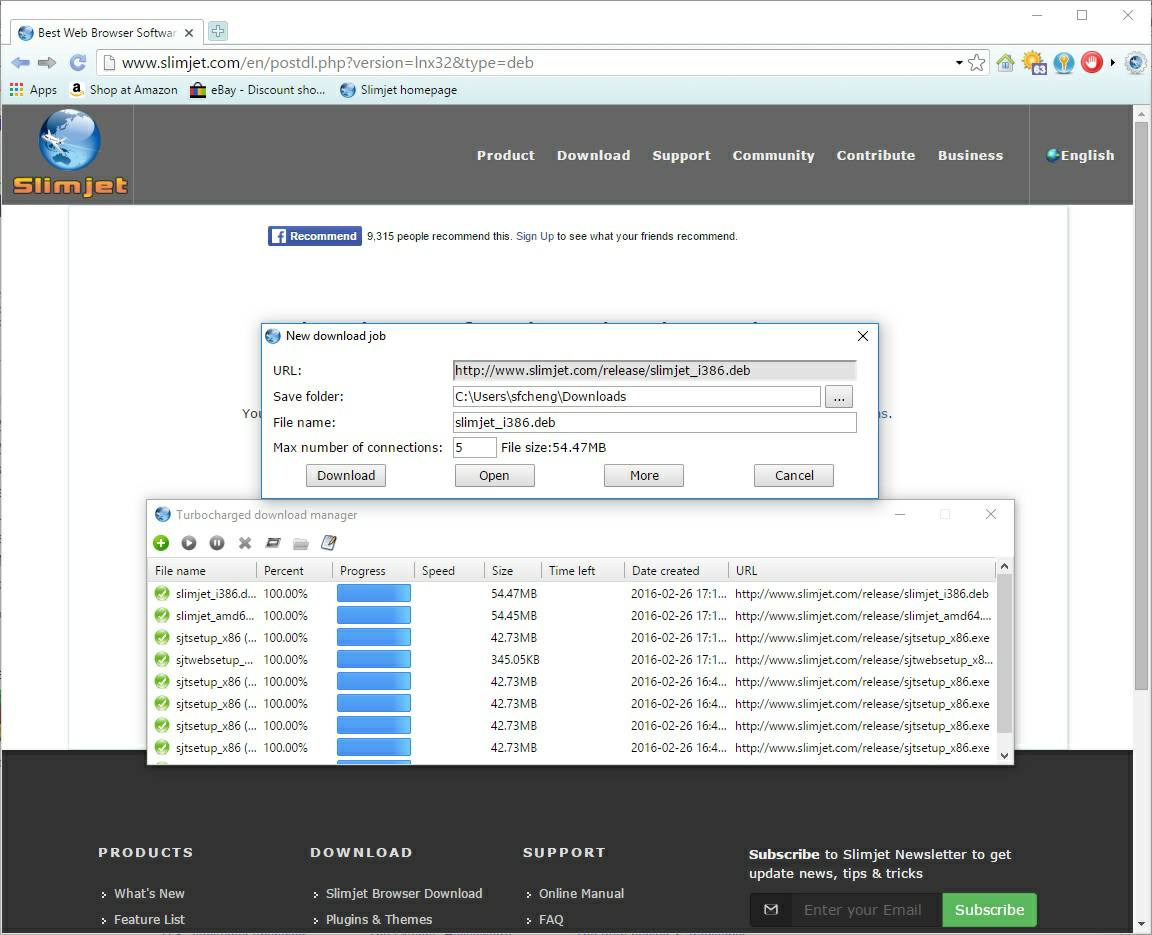 Best Web Browser Softwar
www.slimjet.com/en/postdl.php?version=lnx32&type=deb
63
Apps Shop at Amazon eBay - Discount sho... Slimjet homepage
Slimjet
Product Download Support Community Contribute Business English
Recommend 9,315 people recommend this. Sign Up to see what your friends recommend.
New download job
URL: http://www.slimjet.com/release/slimjet_i386.deb
Save folder: C:\Users\sfcheng\Downloads ...
File name: slimjet_i386.deb
Max number of connections: 5 File size:54.47MB
Download Open More Cancel
Turbocharged download manager
File name Percent Progress Speed Size Time left Date created URL
slimjet_i386.d... 100.00% 54.47MB 2016-02-26 17:1... http://www.slimjet.com/release/slimjet_i386.deb
slimjet_amd6... 100.00% 54.45MB 2016-02-26 17:1... http://www.slimjet.com/release/slimjet_amd64....
sjtsetup_x86 (... 100.00% 42.73MB 2016-02-26 17:1... http://www.slimjet.com/release/sjtsetup_x86.exe
sjtwebsetup_... 100.00% 345.05KB 2016-02-26 17:1... http://www.slimjet.com/release/sjtwebsetup_x8...
sjtsetup_x86 (... 100.00% 42.73MB 2016-02-26 16:4... http://www.slimjet.com/release/sjtsetup_x86.exe
sjtsetup_x86 (... 100.00% 42.73MB 2016-02-26 16:4... http://www.slimjet.com/release/sjtsetup_x86.exe
sjtsetup_x86 (... 100.00% 42.73MB 2016-02-26 16:4... http://www.slimjet.com/release/sjtsetup_x86.exe
sjtsetup_x86 (... 100.00% 42.73MB 2016-02-26 16:4... http://www.slimjet.com/release/sjtsetup_x86.exe
PRODUCTS DOWNLOAD SUPPORT
Subscribe to Slimjet Newsletter to get
update news, tips & tricks
What's New Slimjet Browser Download Online Manual
Enter your Email Subscribe
Feature List Plugins & Themes FAQ